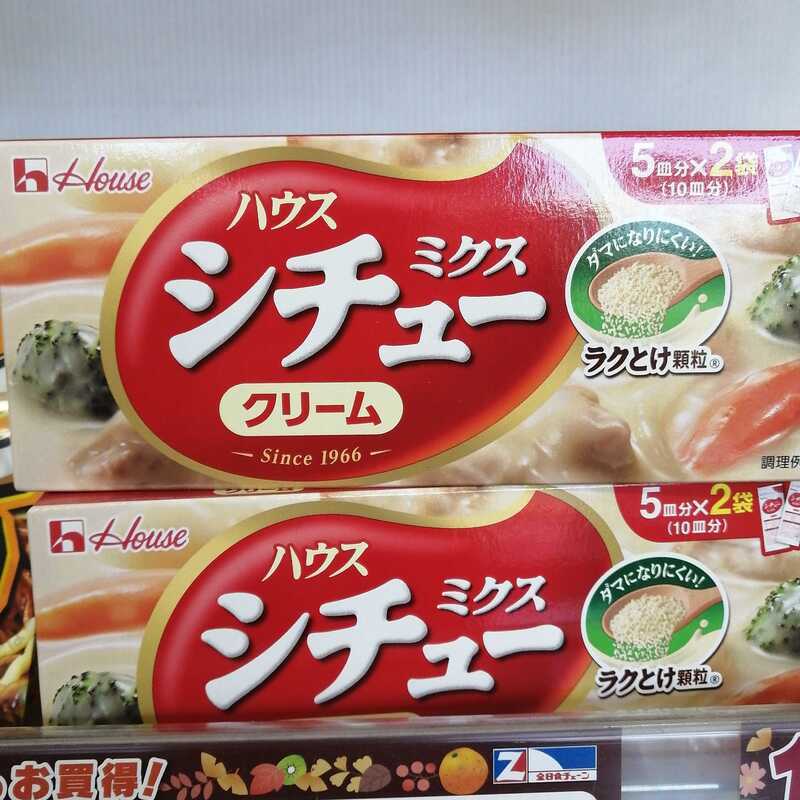 House
5皿分×2袋
(10皿分)
ハウス
シチューミクス
クリーム
Since 1966
ダマになりにくい!
ラクとけ顆粒®
調理例
クリーム
House
5皿分×2袋
(10皿分)
ハウス
シチューミクス
ダマになりにくい!
ラクとけ顆粒®
お買得!
Z 全日食チェーン